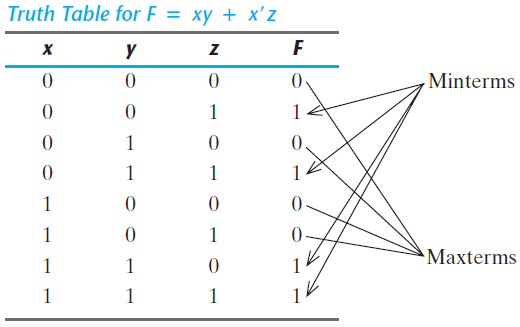 Truth Table for F = xy + x'z
x y z F
0 0 0 0 Minterms
0 0 1 1
0 1 0 0
0 1 1 1
1 0 0 0
1 0 1 0 Maxterms
1 1 0 1
1 1 1 1